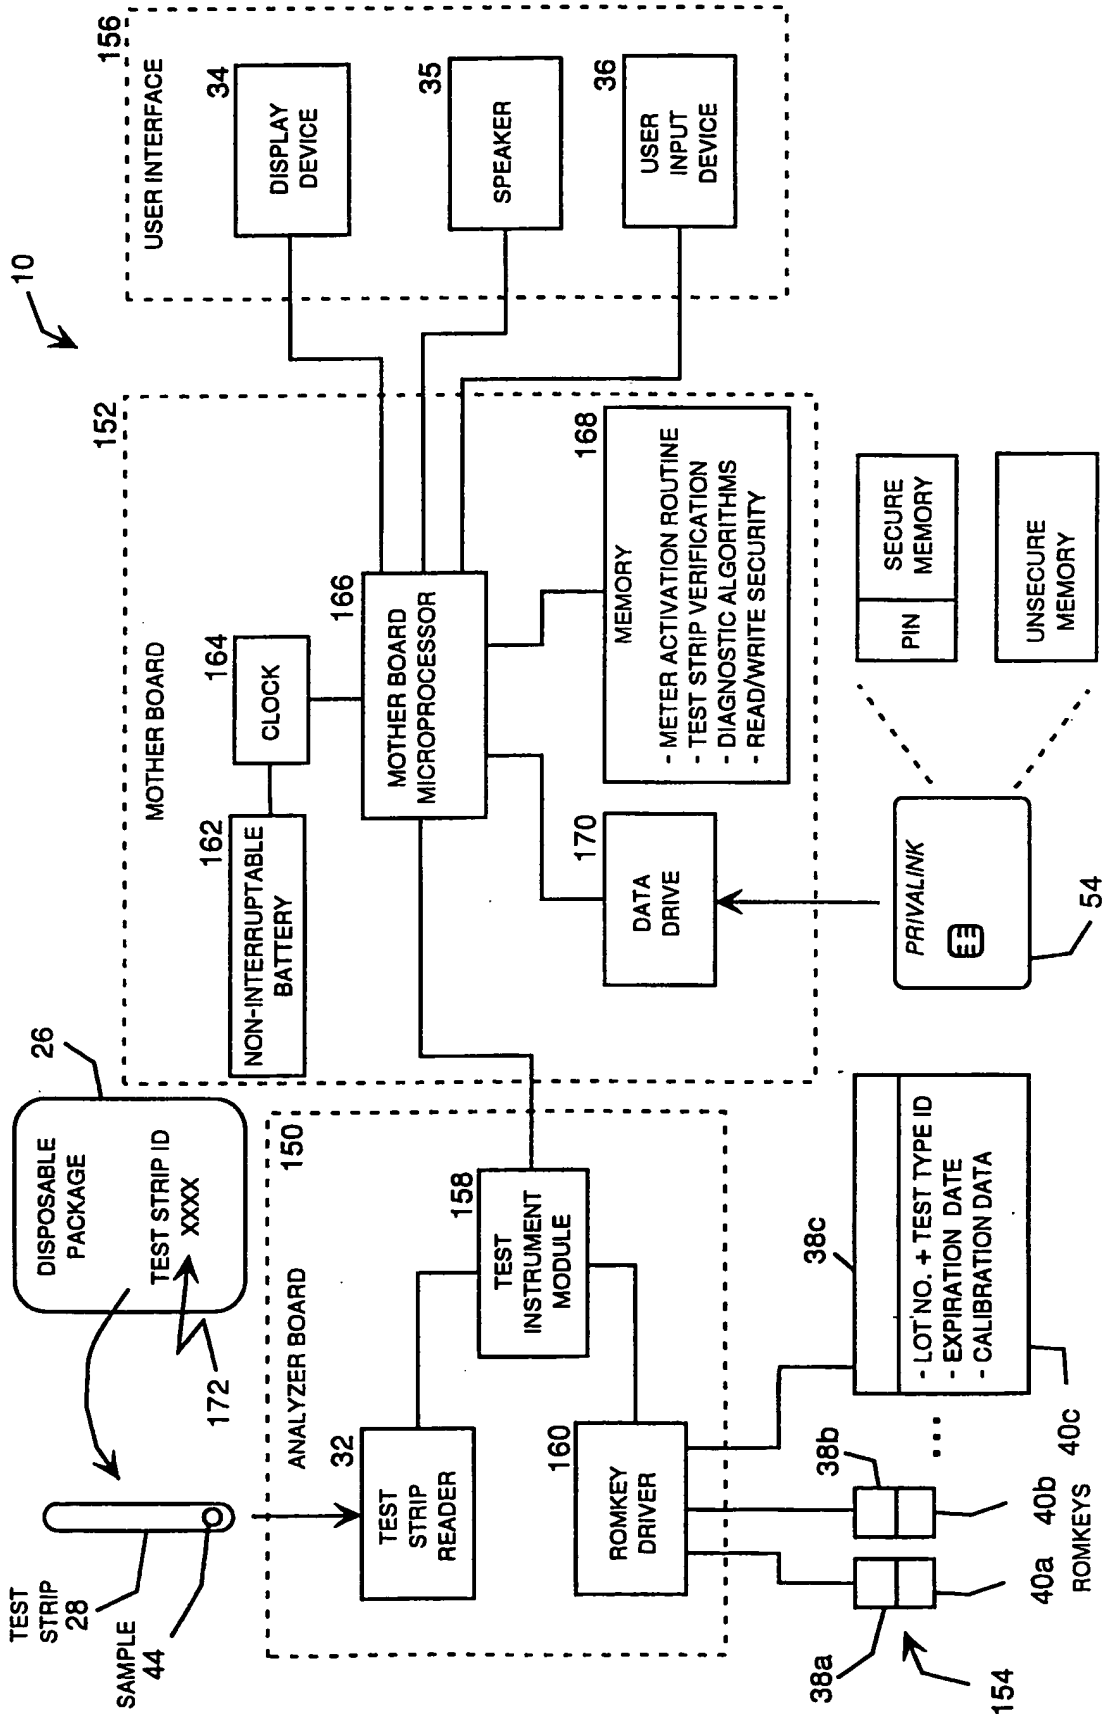 10
TEST
STRIP
28
SAMPLE
44
172
DISPOSABLE
PACKAGE
TEST STRIP ID
XXXX
26
ANALYZER BOARD
150
32
TEST
STRIP
READER
158
TEST
INSTRUMENT
MODULE
160
ROMKEY
DRIVER
38a
38b
38c
154
40a
40b
40c
ROMKEYS
- LOT NO. + TEST TYPE ID
- EXPIRATION DATE
- CALIBRATION DATA
MOTHER BOARD
152
162
NON-INTERRUPTABLE
BATTERY
164
CLOCK
166
MOTHER BOARD
MICROPROCESSOR
170
DATA
DRIVE
168
MEMORY
- METER ACTIVATION ROUTINE
- TEST STRIP VERIFICATION
- DIAGNOSTIC ALGORITHMS
- READ/WRITE SECURITY
PRIVALINK
54
PIN
SECURE
MEMORY
UNSECURE
MEMORY
USER INTERFACE
156
34
DISPLAY
DEVICE
35
SPEAKER
36
USER
INPUT
DEVICE